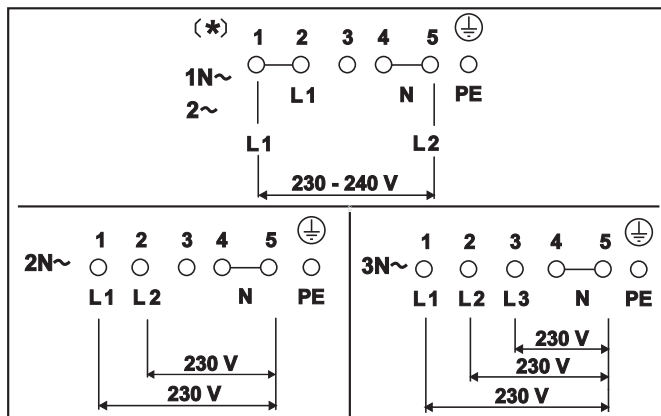 (*) 1 2 3 4 5
1N~ L1 N PE
2~
L1 L2
230 - 240 V
1 2 3 4 5
2N~
L1 L2 N PE
230 V
230 V
1 2 3 4 5
3N~
L1 L2 L3 N PE
230 V
230 V
230 V